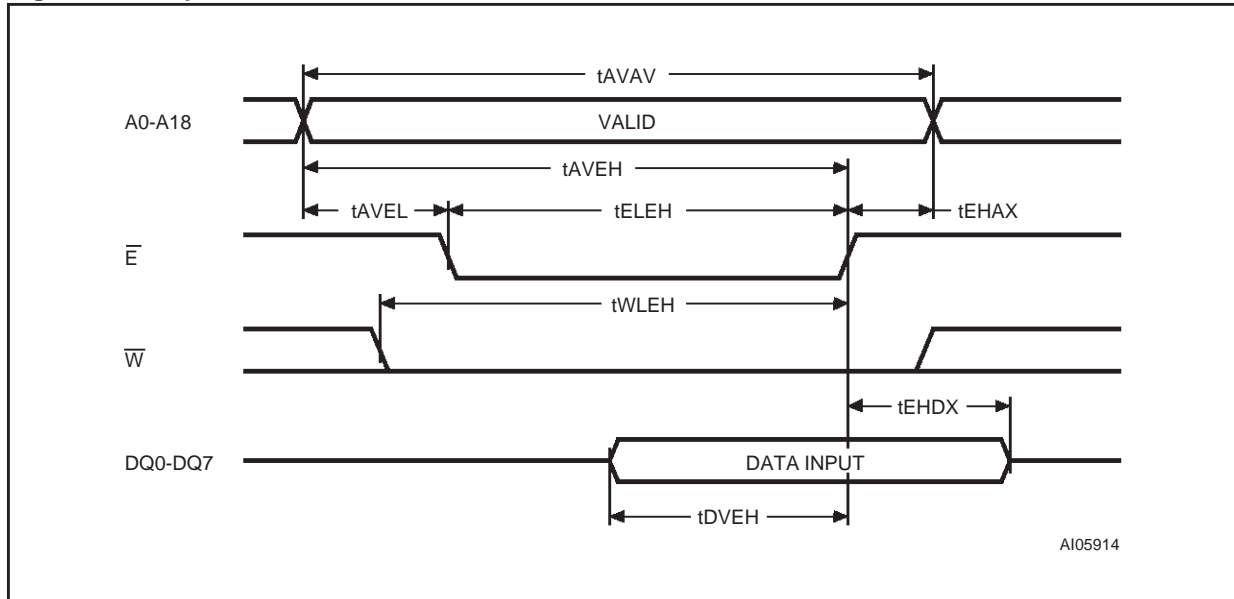 tAVAV
A0-A18
VALID
tAVEH
tAVEL
tELEH
tEHAX
E̅
tWLEH
W̅
tEHDX
DQ0-DQ7
DATA INPUT
tDVEH
AI05914